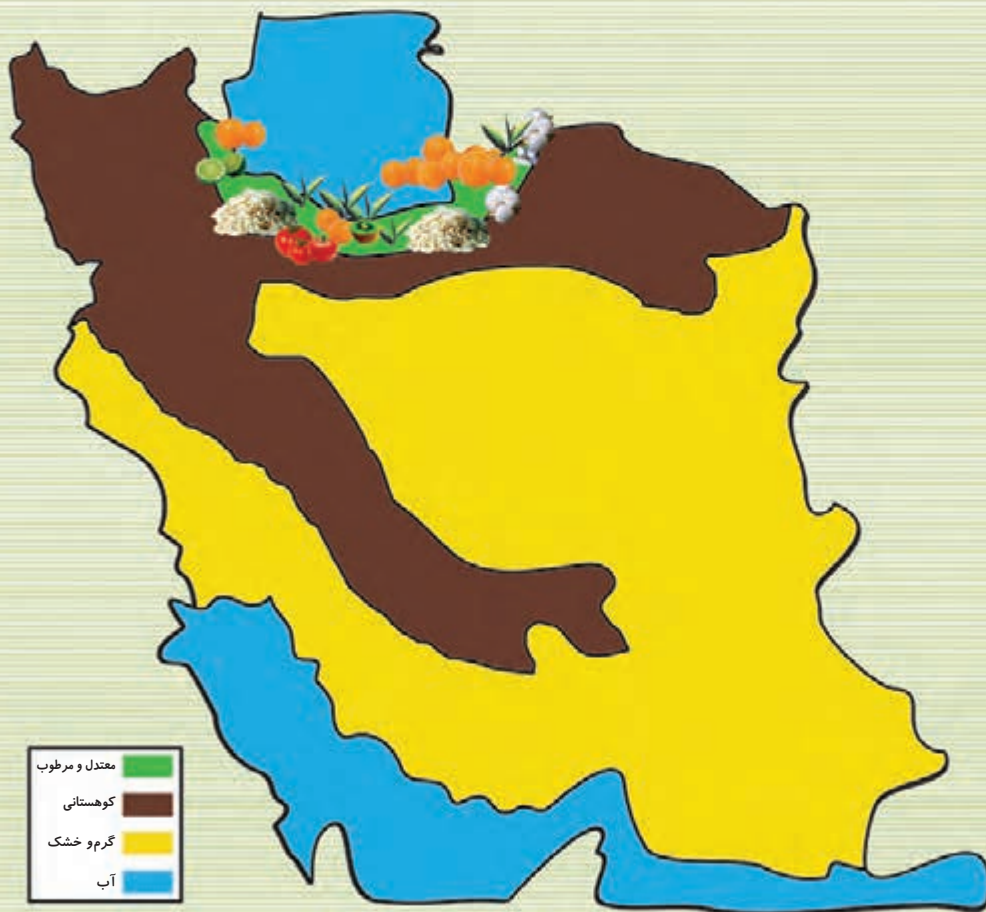 معتدل و مرطوب
کوهستانی
گرم و خشک
آب